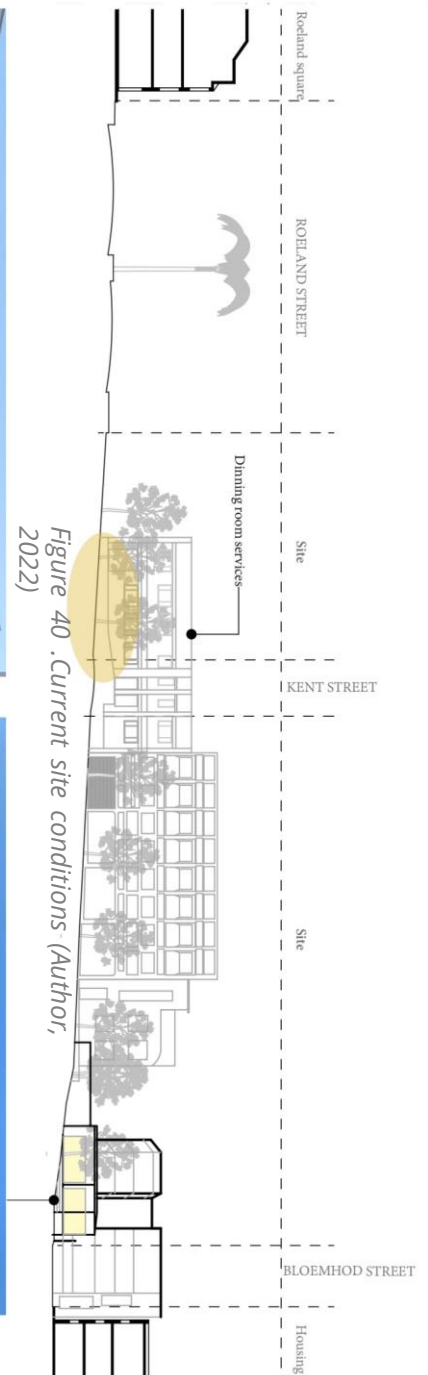 Roeland square
ROELAND STREET
Site
KENT STREET
Site
BLOEMHOD STREET
Housing
Dinning room services
Figure 40 .Current site conditions (Author,
2022)